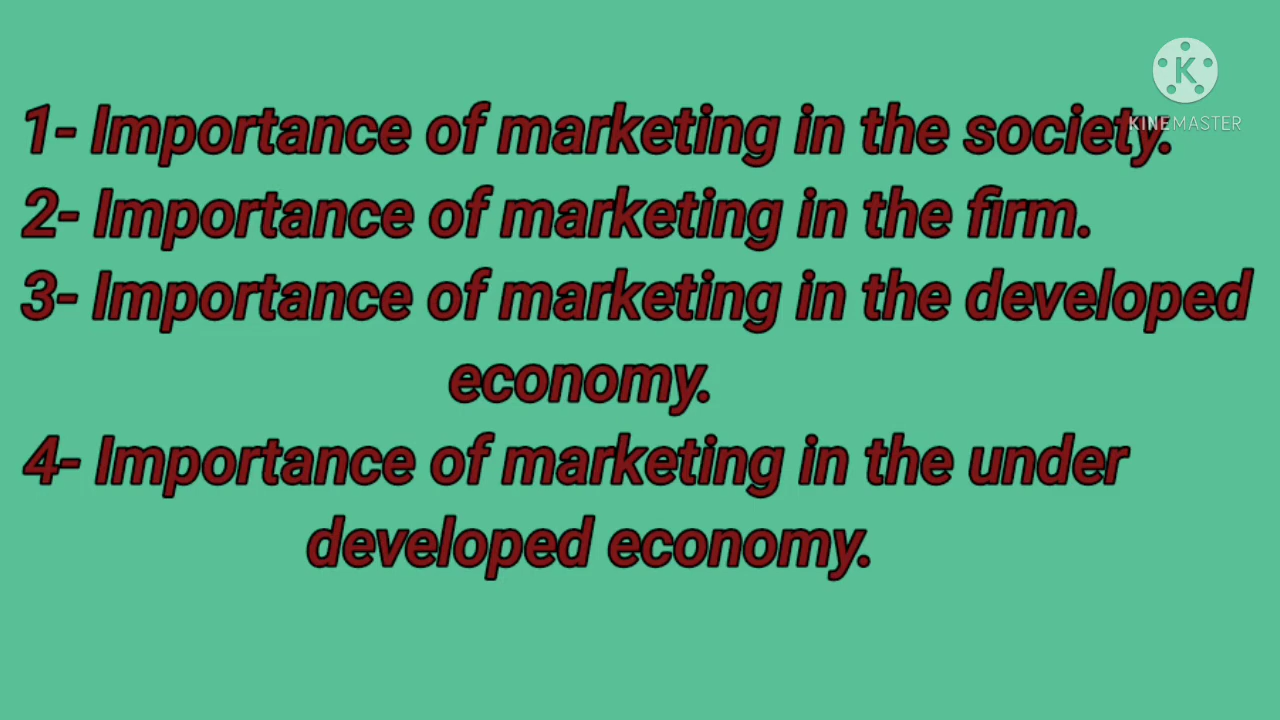 1- Importance of marketing in the society.
KINEMASTER
2- Importance of marketing in the firm.
3- Importance of marketing in the developed
economy.
4- Importance of marketing in the under
developed economy.